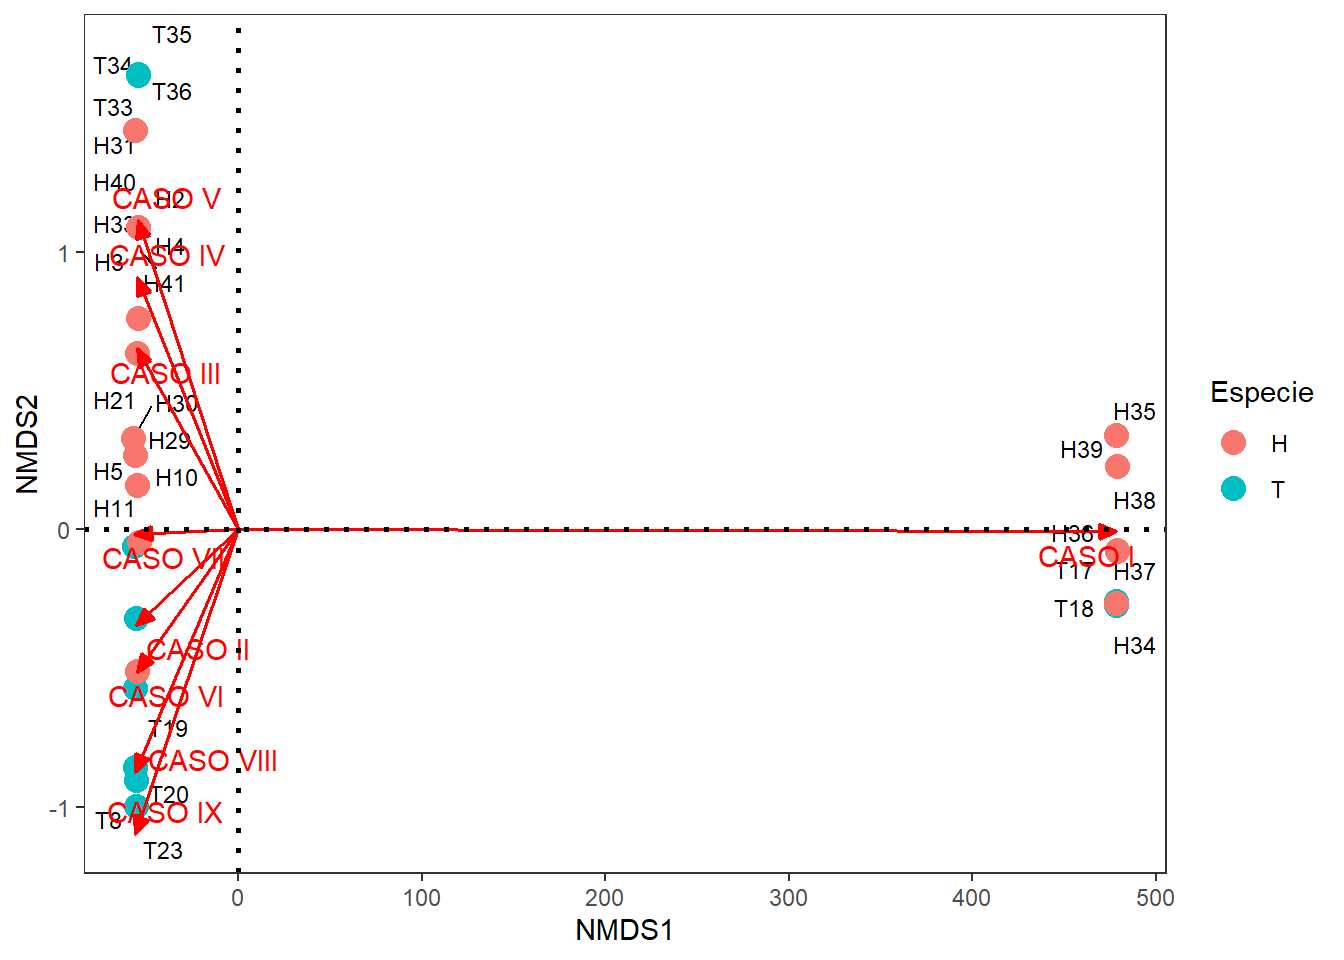 T35
T34
T36
T33
H31
H40
H2
CASO V
H33
H4
CASO IV
H3
H41
CASO III
H21
H30
H29
H5
H10
H11
CASO VII
CASO II
CASO VI
T19
CASO VIII
T20
CASO IX
T8
T23
H35
H39
H38
H36
CASO I
T17
H37
T18
H34
1
0
-1
NMDS2
0
100
200
300
400
500
NMDS1
Especie
H
T